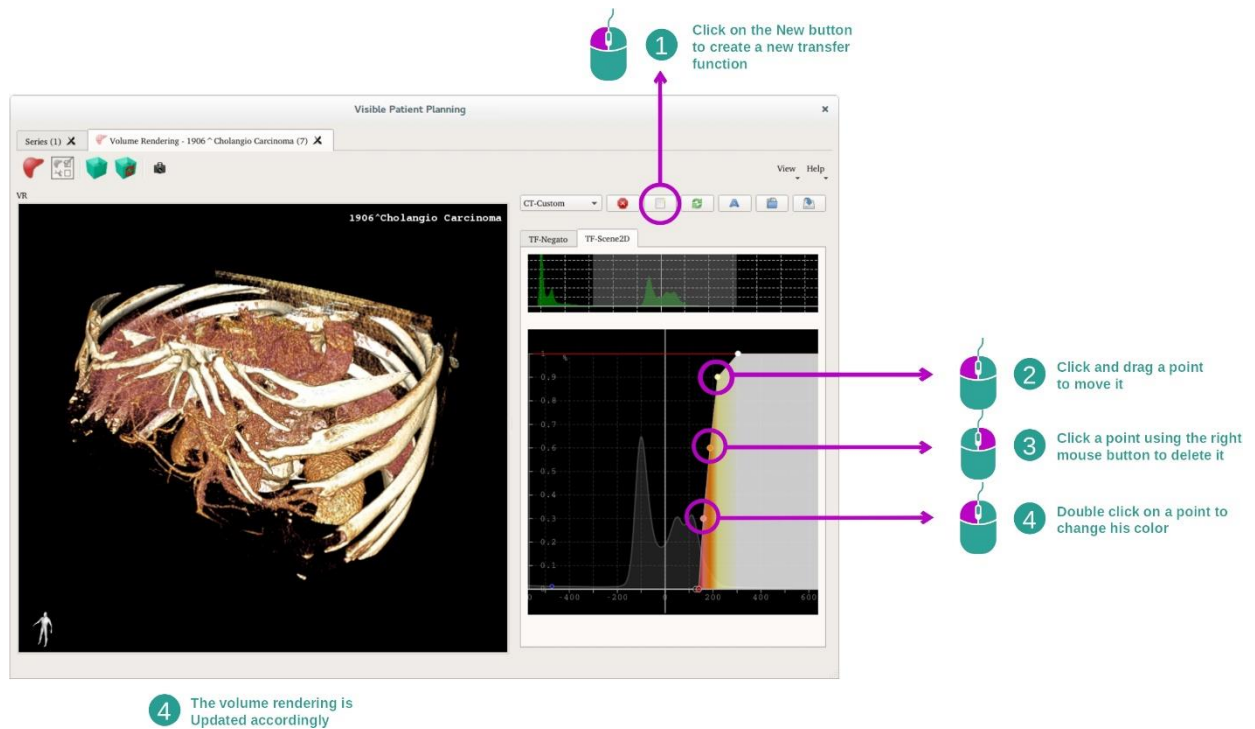 1
Click on the New button
to create a new transfer
function
Visible Patient Planning
Series (1)
Volume Rendering - 1906 ^ Cholangio Carcinoma (7)
View Help
VR
CT-Custom
1906^Cholangio Carcinoma
TF-Negato TF-Scene2D
1
0.9
0.8
0.7
0.6
0.5
0.4
0.3
0.2
0.1
0
-400 -200 0 200 400 600
2
Click and drag a point
to move it
3
Click a point using the right
mouse button to delete it
4
Double click on a point to
change his color
4
The volume rendering is
Updated accordingly